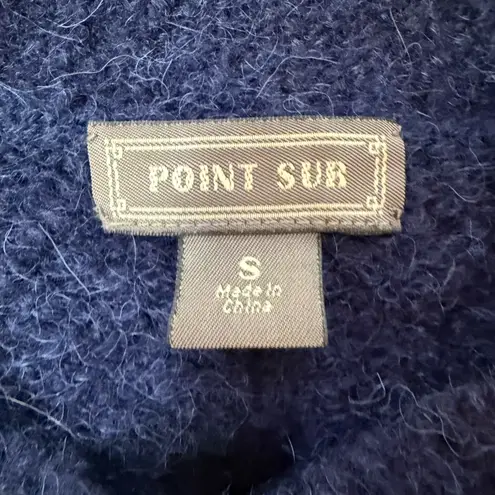 POINT SUR
S
Made in
China